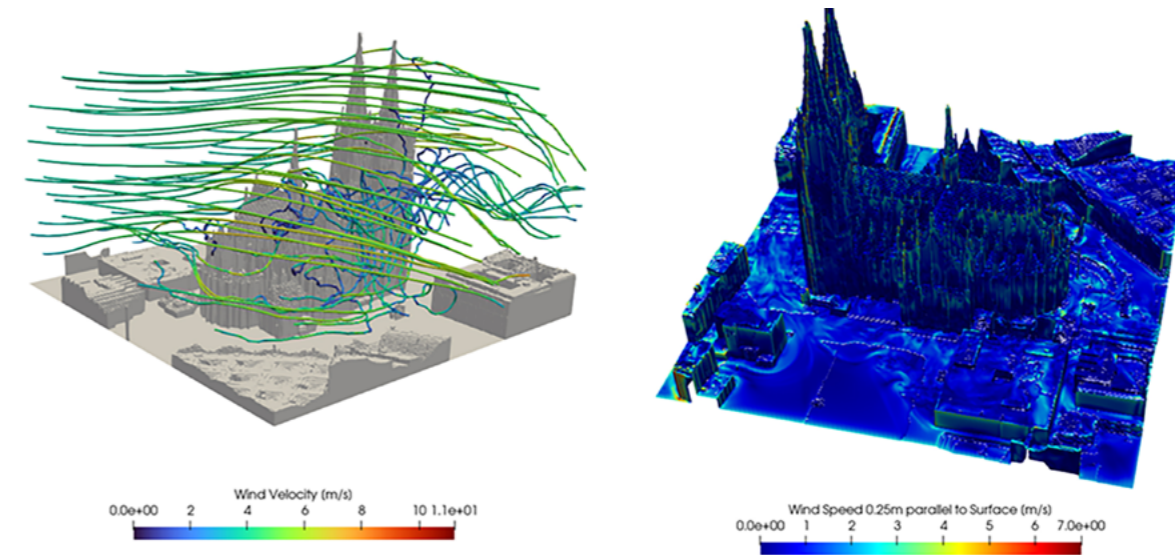 Wind Velocity [m/s]
0.0e+00 2 4 6 8 10 1.1e+01
Wind Speed 0.25m parallel to Surface [m/s]
0.0e+00 1 2 3 4 5 6 7.0e+00